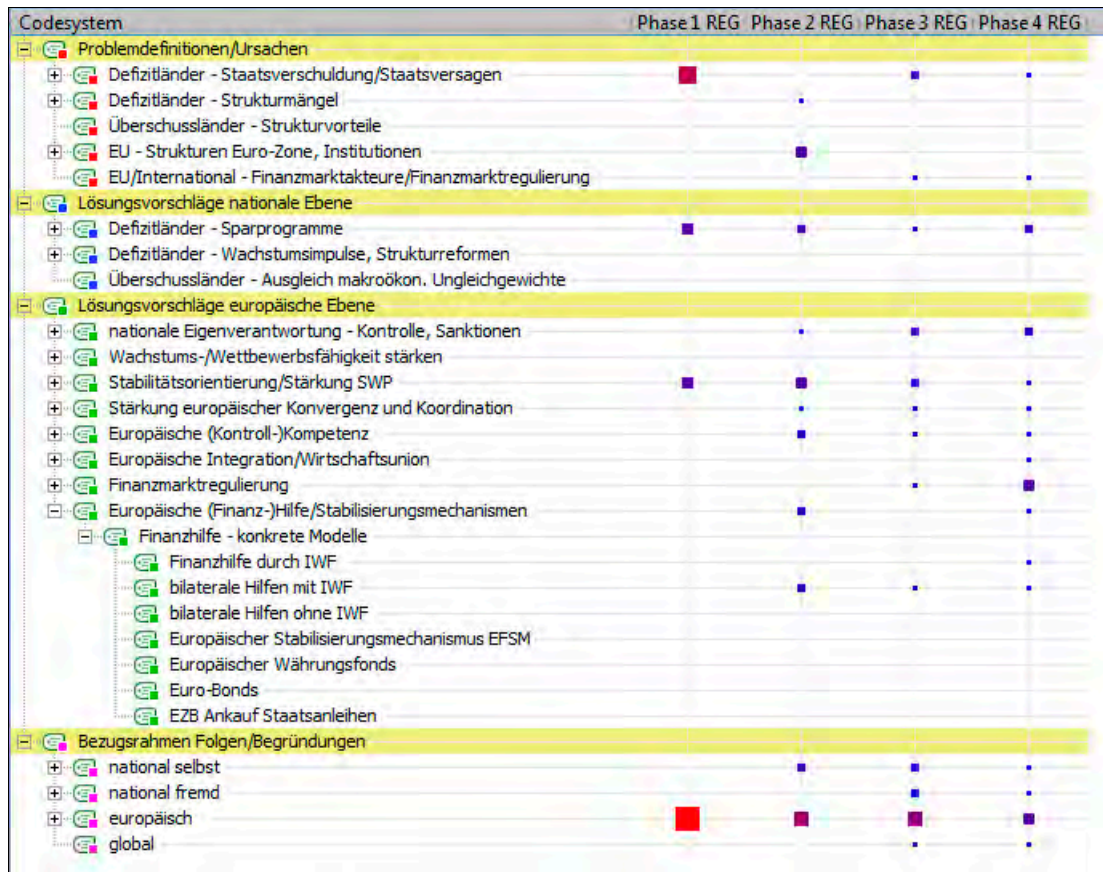 Codesystem Phase 1 REG Phase 2 REG Phase 3 REG Phase 4 REG
Problemdefinitionen/Ursachen
Defizitländer - Staatsverschuldung/Staatsversagen
Defizitländer - Strukturmängel
Überschussländer - Strukturvorteile
EU - Strukturen Euro-Zone, Institutionen
EU/International - Finanzmarktakteure/Finanzmarktregulierung
Lösungsvorschläge nationale Ebene
Defizitländer - Sparprogramme
Defizitländer - Wachstumsimpulse, Strukturreformen
Überschussländer - Ausgleich makroökon. Ungleichgewichte
Lösungsvorschläge europäische Ebene
nationale Eigenverantwortung - Kontrolle, Sanktionen
Wachstums-/Wettbewerbsfähigkeit stärken
Stabilitätsorientierung/Stärkung SWP
Stärkung europäischer Konvergenz und Koordination
Europäische (Kontroll-)Kompetenz
Europäische Integration/Wirtschaftsunion
Finanzmarktregulierung
Europäische (Finanz-)Hilfe/Stabilisierungsmechanismen
Finanzhilfe - konkrete Modelle
Finanzhilfe durch IWF
bilaterale Hilfen mit IWF
bilaterale Hilfen ohne IWF
Europäischer Stabilisierungsmechanismus EFSM
Europäischer Währungsfonds
Euro-Bonds
EZB Ankauf Staatsanleihen
Bezugsrahmen Folgen/Begründungen
national selbst
national fremd
europäisch
global